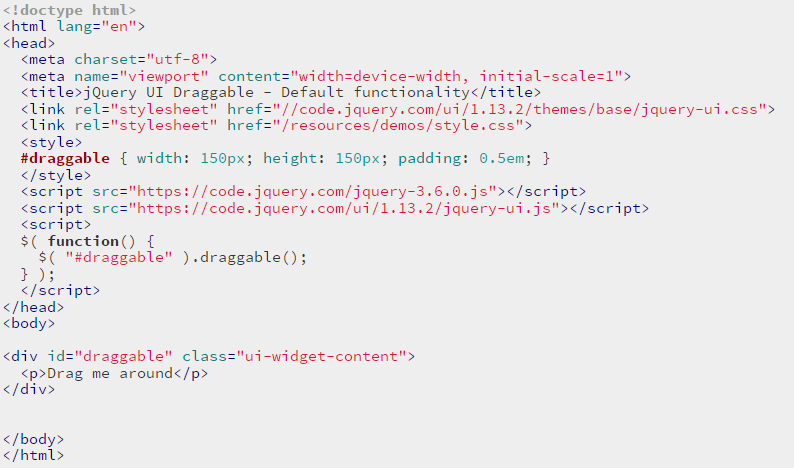 <!doctype html>
<html lang="en">
<head>
  <meta charset="utf-8">
  <meta name="viewport" content="width=device-width, initial-scale=1">
  <title>jQuery UI Draggable - Default functionality</title>
  <link rel="stylesheet" href="//code.jquery.com/ui/1.13.2/themes/base/jquery-ui.css">
  <link rel="stylesheet" href="/resources/demos/style.css">
  <style>
  #draggable { width: 150px; height: 150px; padding: 0.5em; }
  </style>
  <script src="https://code.jquery.com/jquery-3.6.0.js"></script>
  <script src="https://code.jquery.com/ui/1.13.2/jquery-ui.js"></script>
  <script>
  $( function() {
    $( "#draggable" ).draggable();
  } );
  </script>
</head>
<body>

<div id="draggable" class="ui-widget-content">
  <p>Drag me around</p>
</div>


</body>
</html>